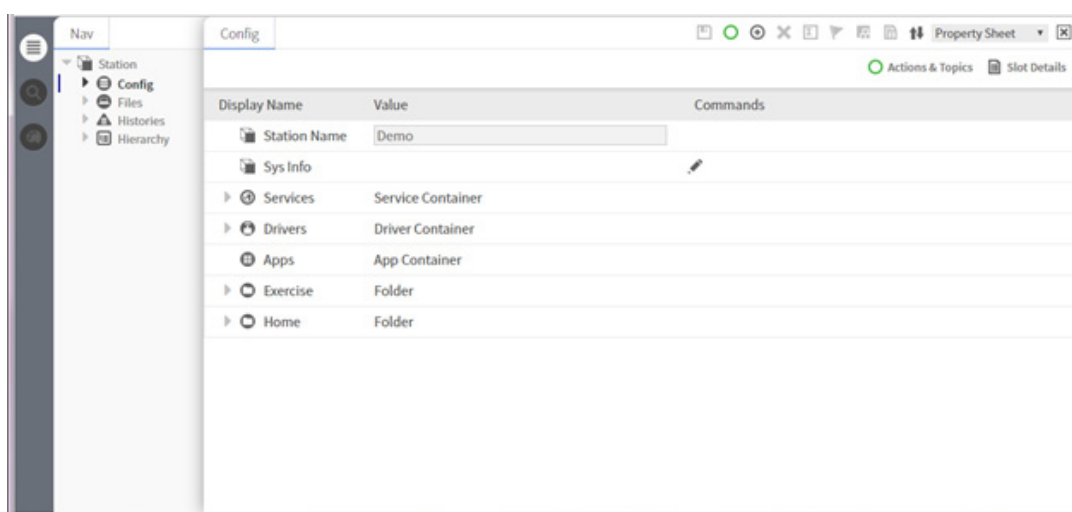 Nav
Station
Config
Files
Histories
Hierarchy
Config
Property Sheet
Actions & Topics Slot Details
Display Name Value Commands
Station Name Demo
Sys Info
Services Service Container
Drivers Driver Container
Apps App Container
Exercise Folder
Home Folder